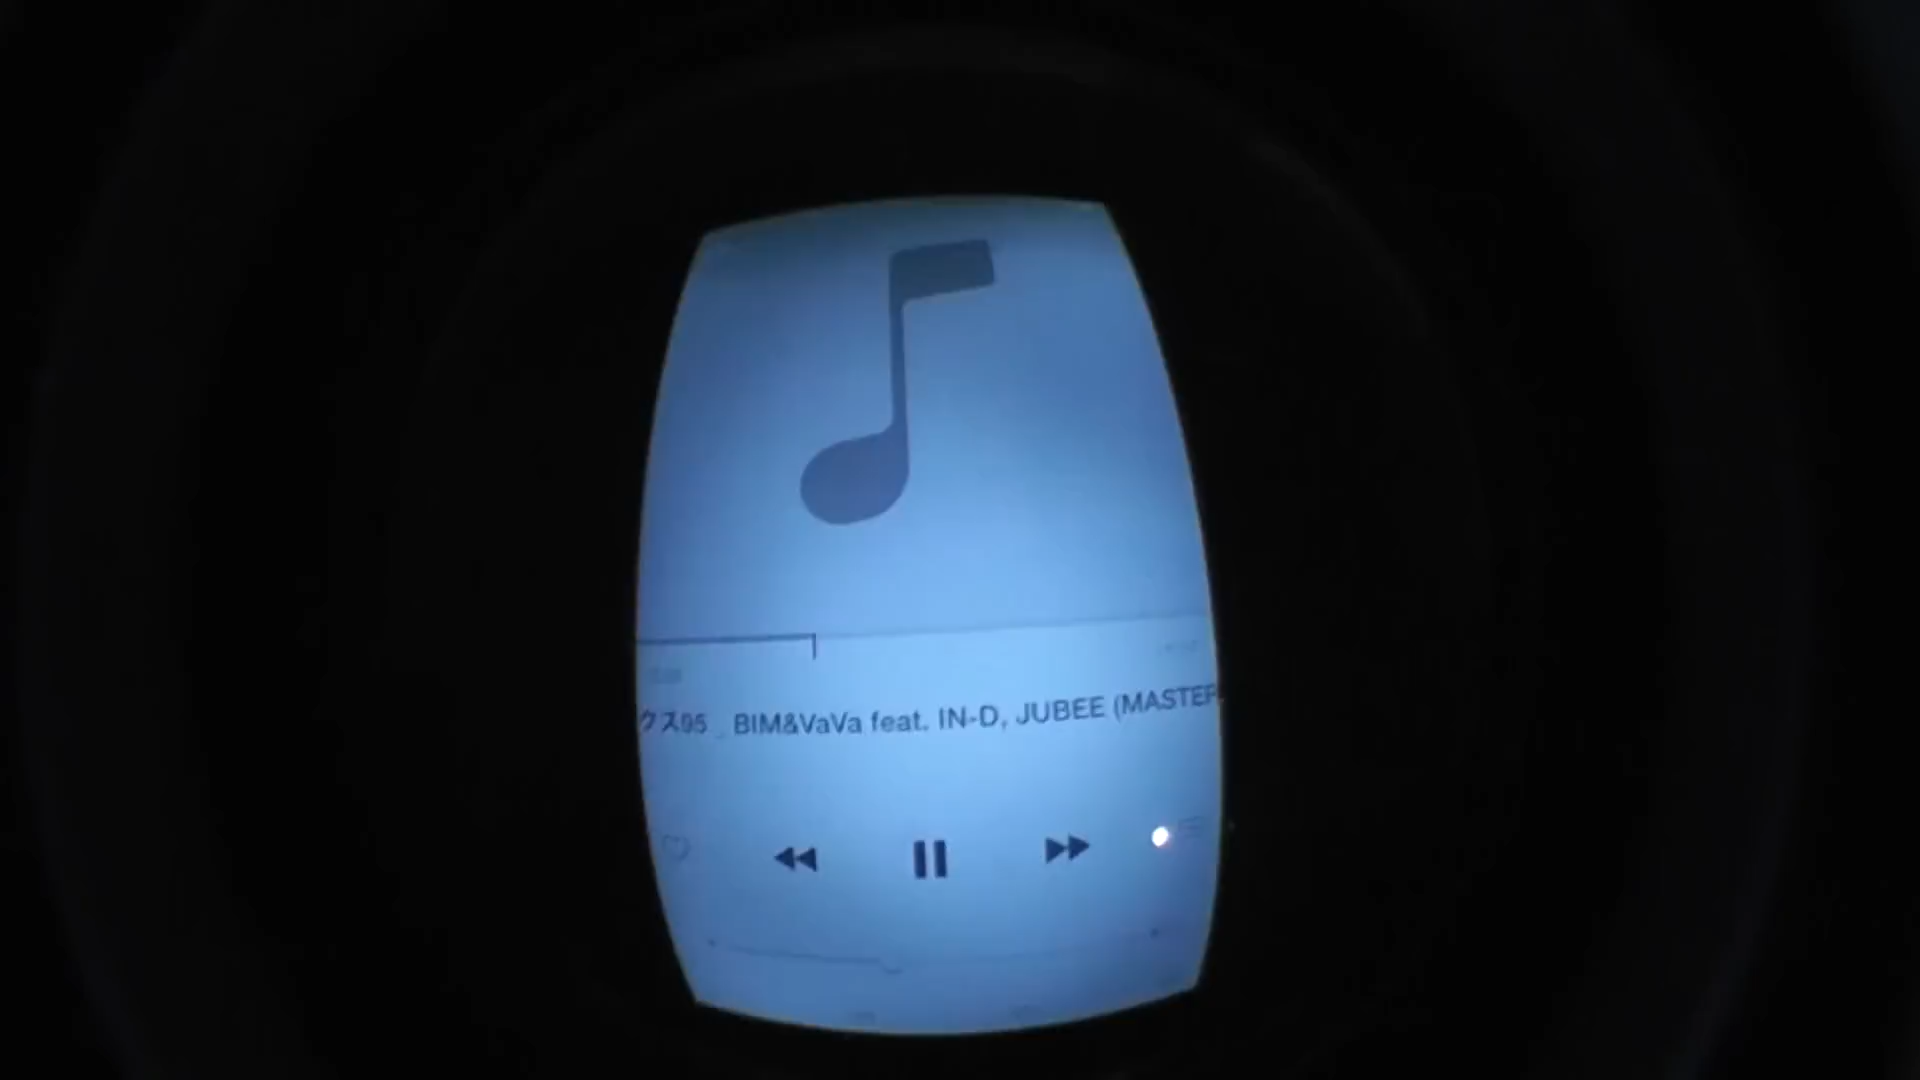 クス95 _ BIM&VaVa feat. IN-D, JUBEE (MASTER